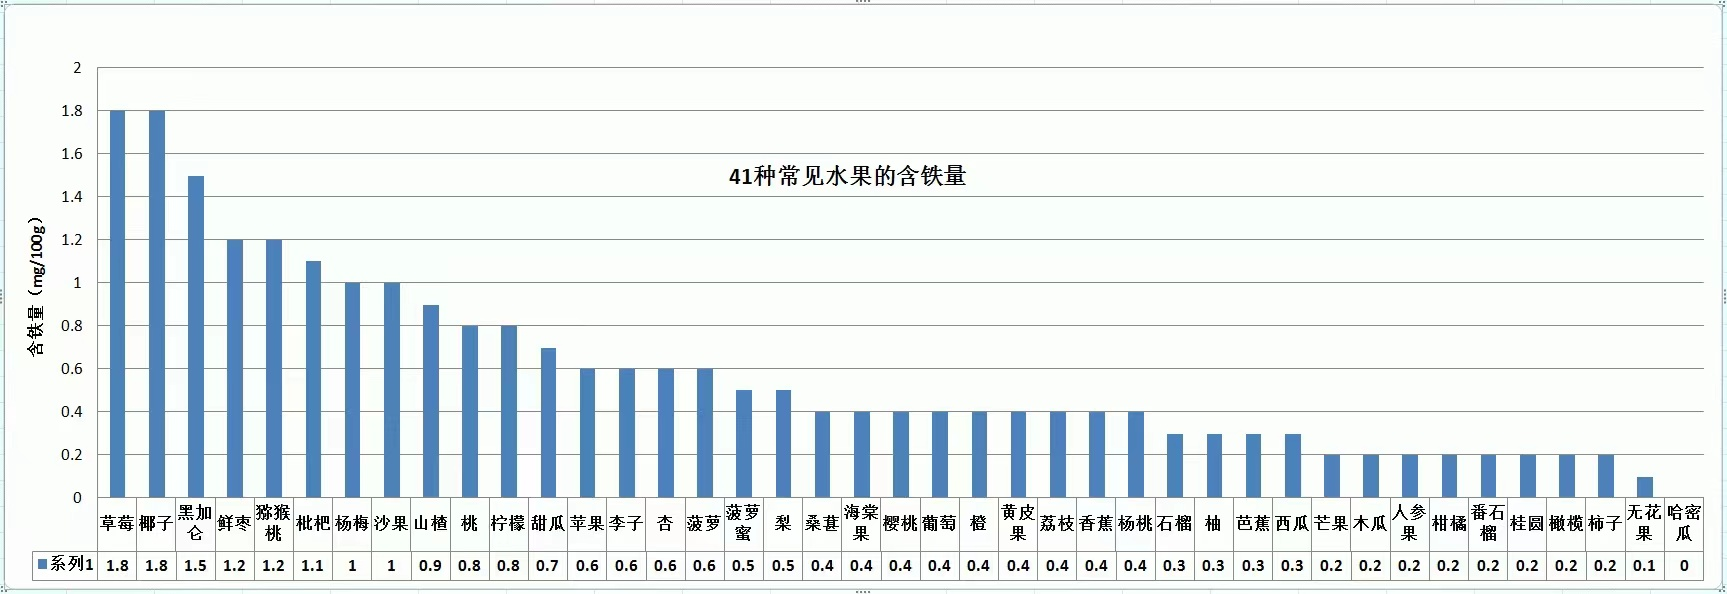 41种常见水果的含铁量
含铁量（mg/100g）
2
1.8
1.6
1.4
1.2
1
0.8
0.6
0.4
0.2
0
草莓 椰子 黑加仑 鲜枣 猕猴桃 枇杷 杨梅 沙果 山楂 桃 柠檬 甜瓜 苹果 李子 杏 菠萝 菠萝蜜 梨 桑葚 海棠果 樱桃 葡萄 橙 黄皮果 荔枝 香蕉 杨桃 石榴 柚 芭蕉 西瓜 芒果 木瓜 人参果 柑橘 番石榴 桂圆 橄榄 柿子 无花果 哈密瓜
系列1 1.8 1.8 1.5 1.2 1.2 1.1 1 1 0.9 0.8 0.8 0.7 0.6 0.6 0.6 0.6 0.5 0.5 0.4 0.4 0.4 0.4 0.4 0.4 0.4 0.4 0.4 0.3 0.3 0.3 0.3 0.2 0.2 0.2 0.2 0.2 0.2 0.2 0.2 0.1 0